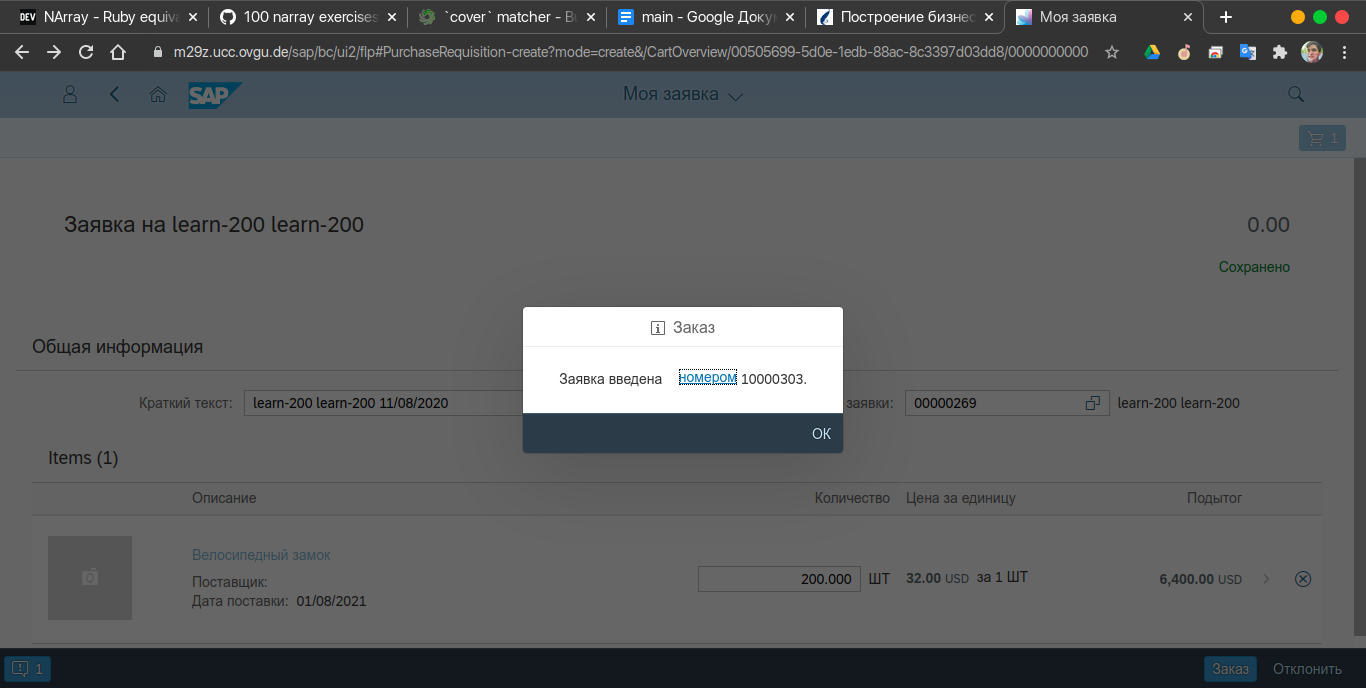 NArray - Ruby equiva
100 narray exercises
`cover` matcher - Bu
main - Google Докум
Построение бизнес
Моя заявка
m29z.ucc.ovgu.de/sap/bc/ui2/flp#PurchaseRequisition-create?mode=create&/CartOverview/00505699-5d0e-1edb-88ac-8c3397d03dd8/0000000000
SAP
Моя заявка
1
Заявка на learn-200 learn-200
0.00
Сохранено
Заказ
Заявка введена номером 10000303.
OK
Общая информация
Краткий текст: learn-200 learn-200 11/08/2020
заявки: 00000269 learn-200 learn-200
Items (1)
Описание Количество Цена за единицу Подытог
Велосипедный замок
Поставщик:
Дата поставки: 01/08/2021
200.000 ШТ 32.00 USD за 1 ШТ 6,400.00 USD
1
Заказ Отклонить